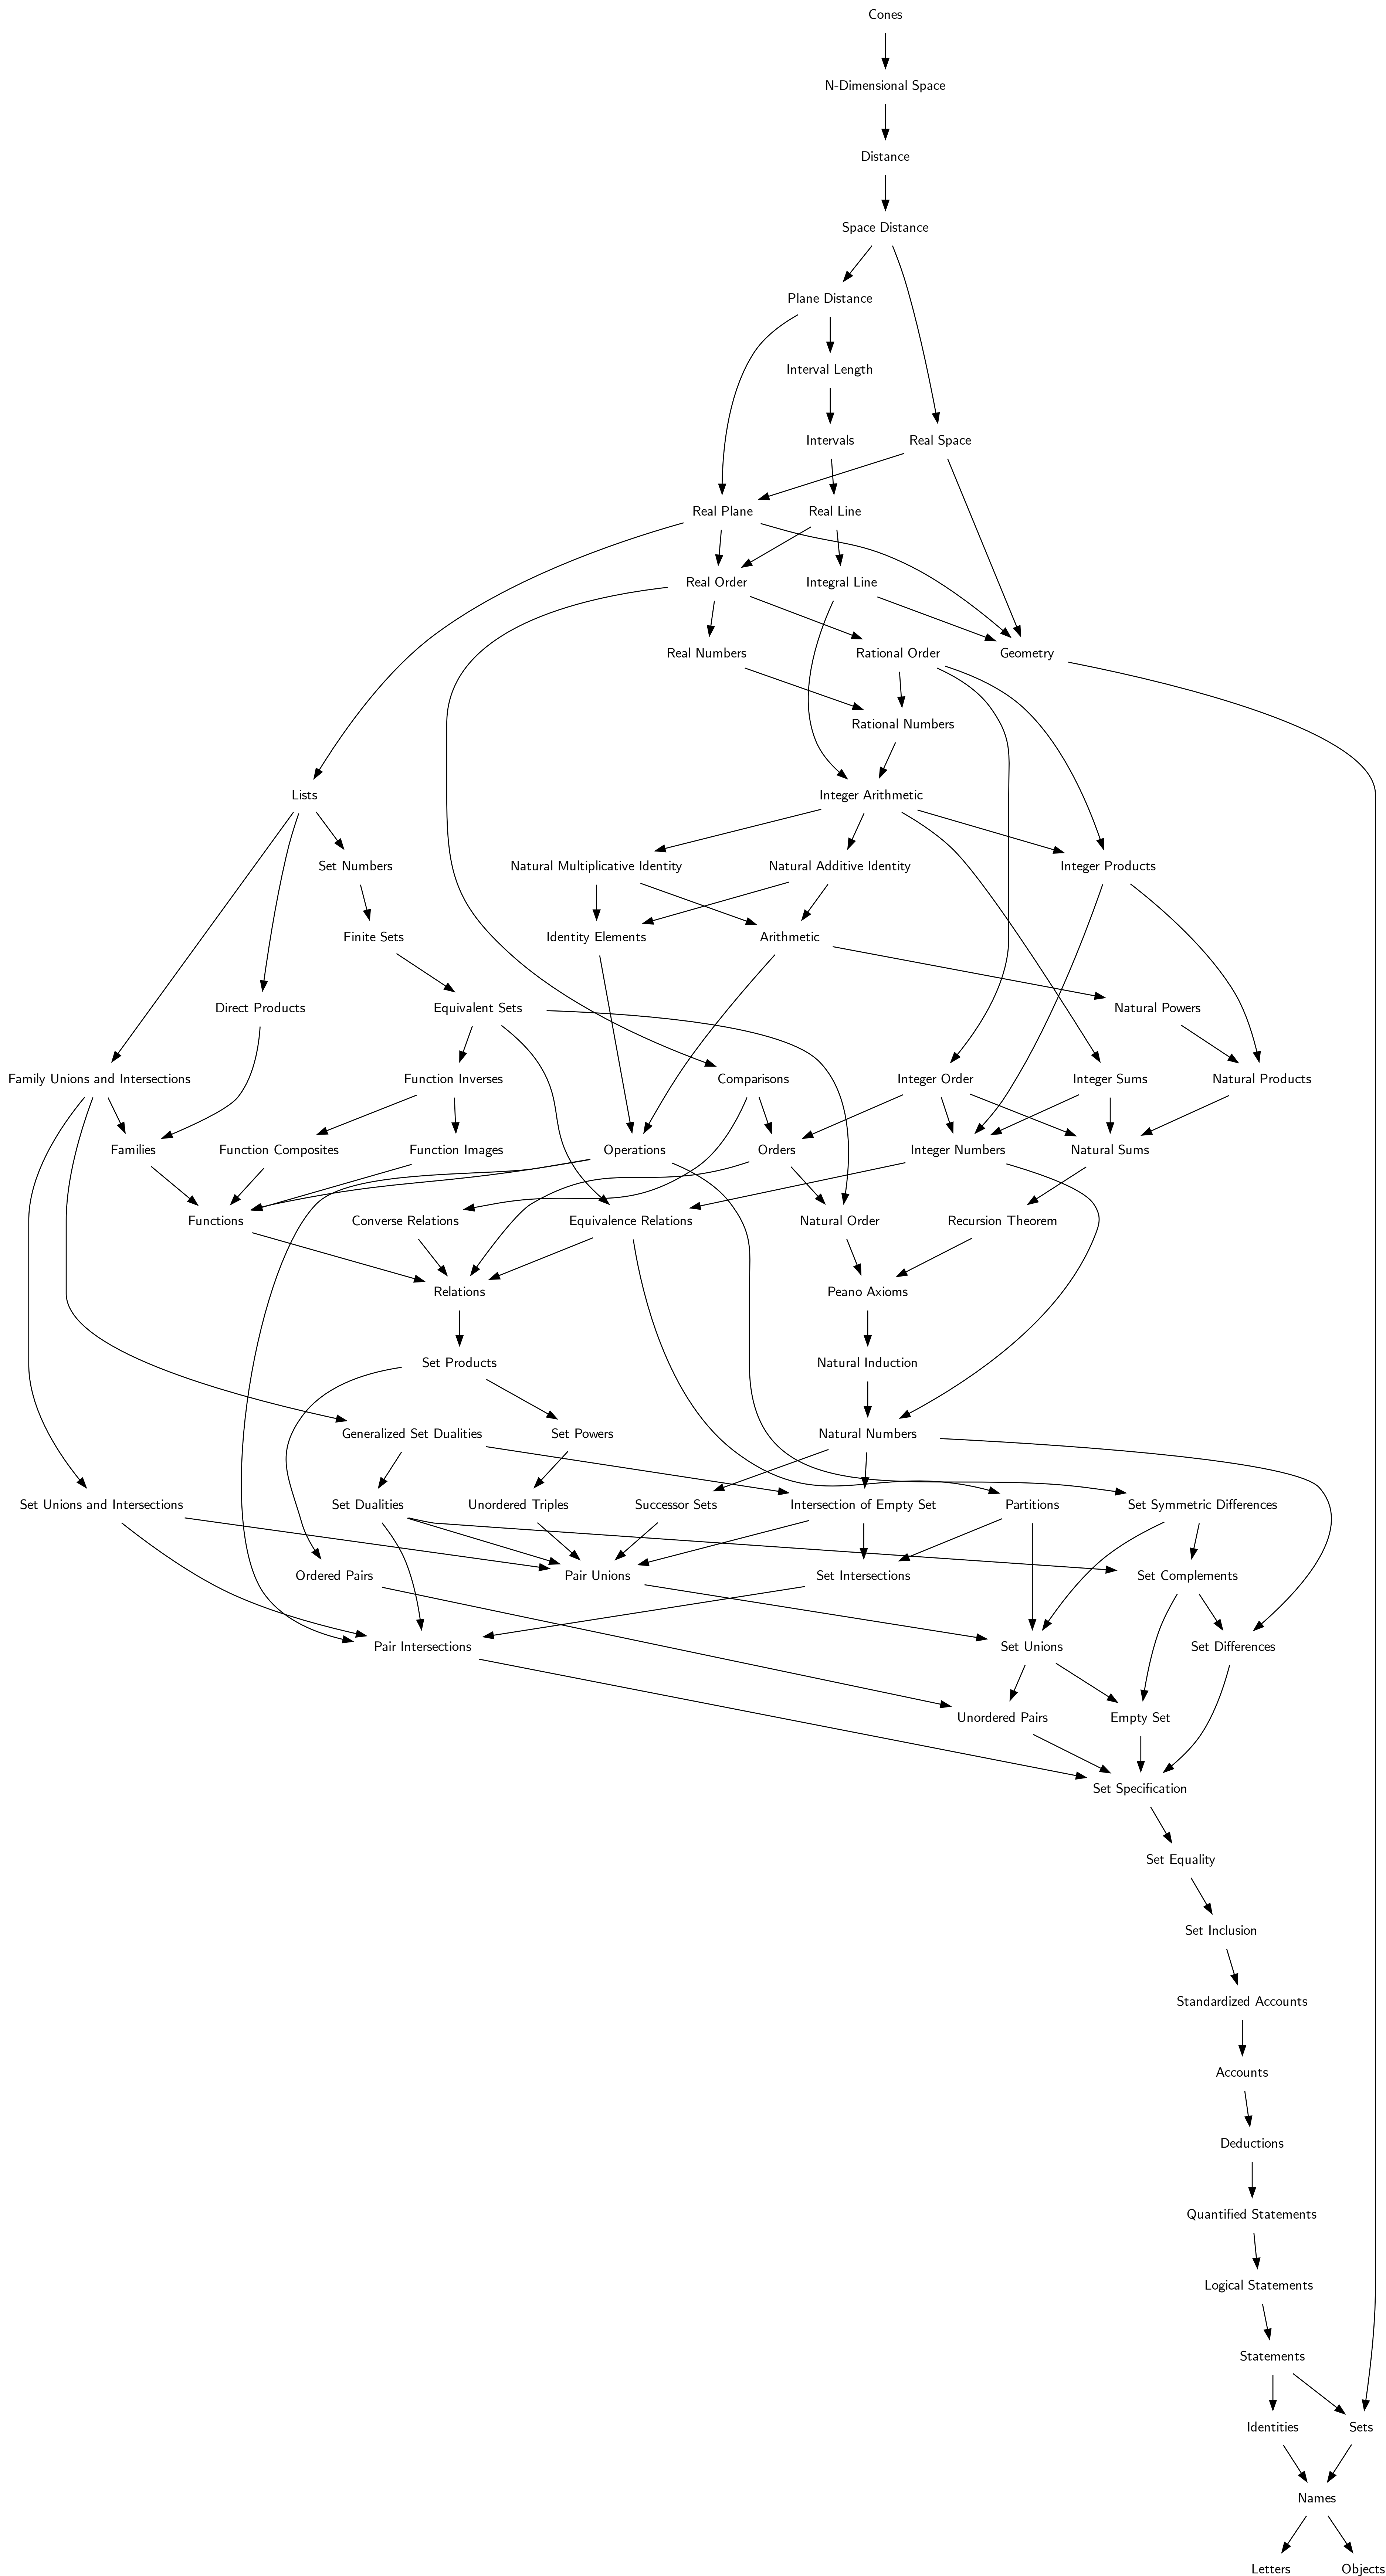 Cones
N-Dimensional Space
Distance
Space Distance
Plane Distance
Interval Length
Intervals
Real Space
Real Plane
Real Line
Real Order
Integral Line
Real Numbers
Rational Order
Geometry
Rational Numbers
Lists
Integer Arithmetic
Set Numbers
Natural Multiplicative Identity
Natural Additive Identity
Integer Products
Finite Sets
Identity Elements
Arithmetic
Direct Products
Equivalent Sets
Natural Powers
Family Unions and Intersections
Function Inverses
Comparisons
Integer Order
Integer Sums
Natural Products
Families
Function Composites
Function Images
Operations
Orders
Integer Numbers
Natural Sums
Functions
Converse Relations
Equivalence Relations
Natural Order
Recursion Theorem
Relations
Peano Axioms
Set Products
Natural Induction
Generalized Set Dualities
Set Powers
Natural Numbers
Set Unions and Intersections
Set Dualities
Unordered Triples
Successor Sets
Intersection of Empty Set
Partitions
Set Symmetric Differences
Ordered Pairs
Pair Unions
Set Intersections
Set Complements
Pair Intersections
Set Unions
Set Differences
Unordered Pairs
Empty Set
Set Specification
Set Equality
Set Inclusion
Standardized Accounts
Accounts
Deductions
Quantified Statements
Logical Statements
Statements
Identities
Sets
Names
Letters
Objects